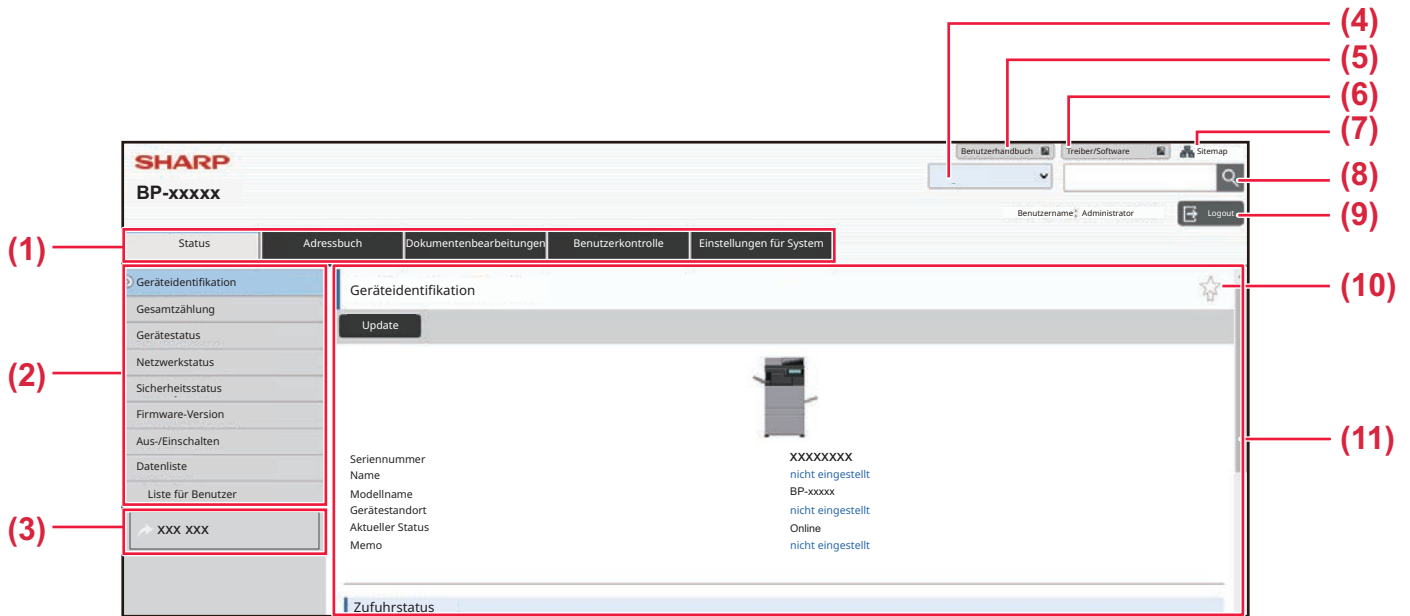 (4)
(5)
(6)
(7)
Benutzerhandbuch Treiber/Software Sitemap
SHARP
(8)
BP-xxxxx
Benutzername: Administrator Logout
(9)
(1)
Status Adressbuch Dokumentenbearbeitungen Benutzerkontrolle Einstellungen für System
Geräteidentifikation
Geräteidentifikation
(10)
Gesamtzählung
Update
Gerätestatus
Netzwerkstatus
(2)
Sicherheitsstatus
Firmware-Version
Aus-/Einschalten
(11)
Datenliste
Seriennummer XXXXXXXX
Name nicht eingestellt
Liste für Benutzer
Modellname BP-xxxxx
Gerätestandort nicht eingestellt
(3)
XXX XXX
Aktueller Status Online
Memo nicht eingestellt
Zufuhrstatus